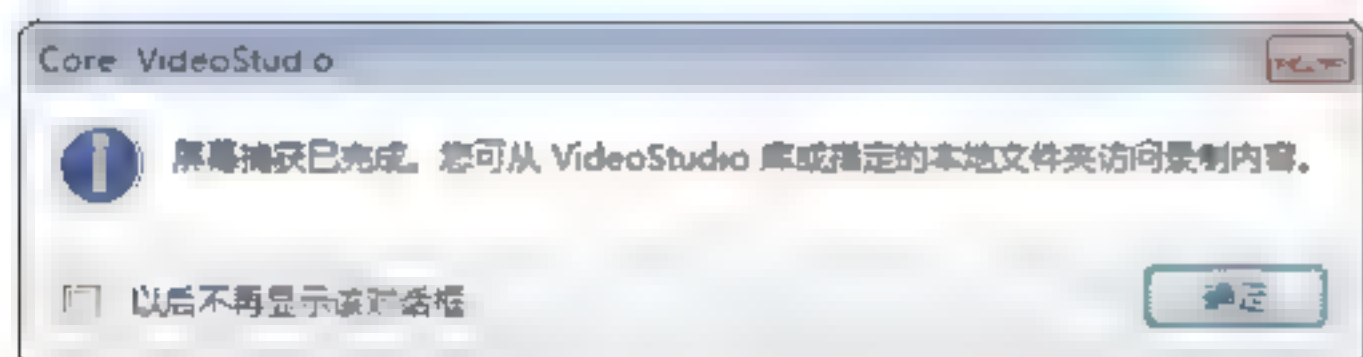 Corel VideoStudio
屏幕捕获已完成。您可从 VideoStudio 库或指定的本地文件夹访问录制内容。
以后不再显示该对话框
确定